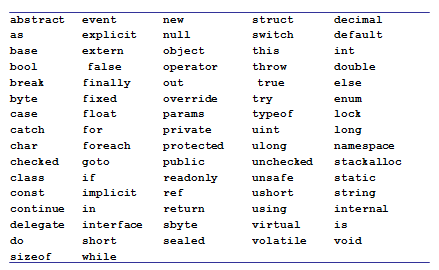 abstract event new struct decimal
as explicit null switch default
base extern object this int
bool false operator throw double
break finally out true else
byte fixed override try enum
case float params typeof lock
catch for private uint long
char foreach protected ulong namespace
checked goto public unchecked stackalloc
class if readonly unsafe static
const implicit ref ushort string
continue in return using internal
delegate interface sbyte virtual is
do short sealed volatile void
sizeof while